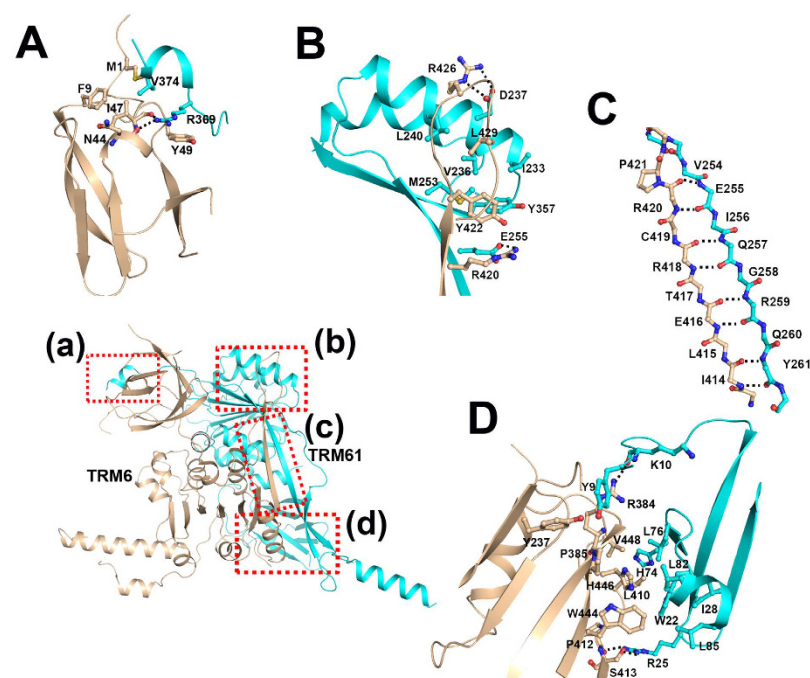 A
M1
V374
F9
I47
R369
N44
Y49
B
R426
D237
L240
L429
V236
I233
M253
Y357
Y422
E255
R420
C
V254
P421
E255
R420
I256
C419
Q257
R418
G258
T417
R259
E416
Q260
L415
Y261
I414
(a)
(b)
(c)
TRM61
TRM6
(d)
D
K10
Y9
R384
Y237
L76
V448
P385
H74
L82
H446
L410
I28
W444
W22
P412
L85
R25
S413